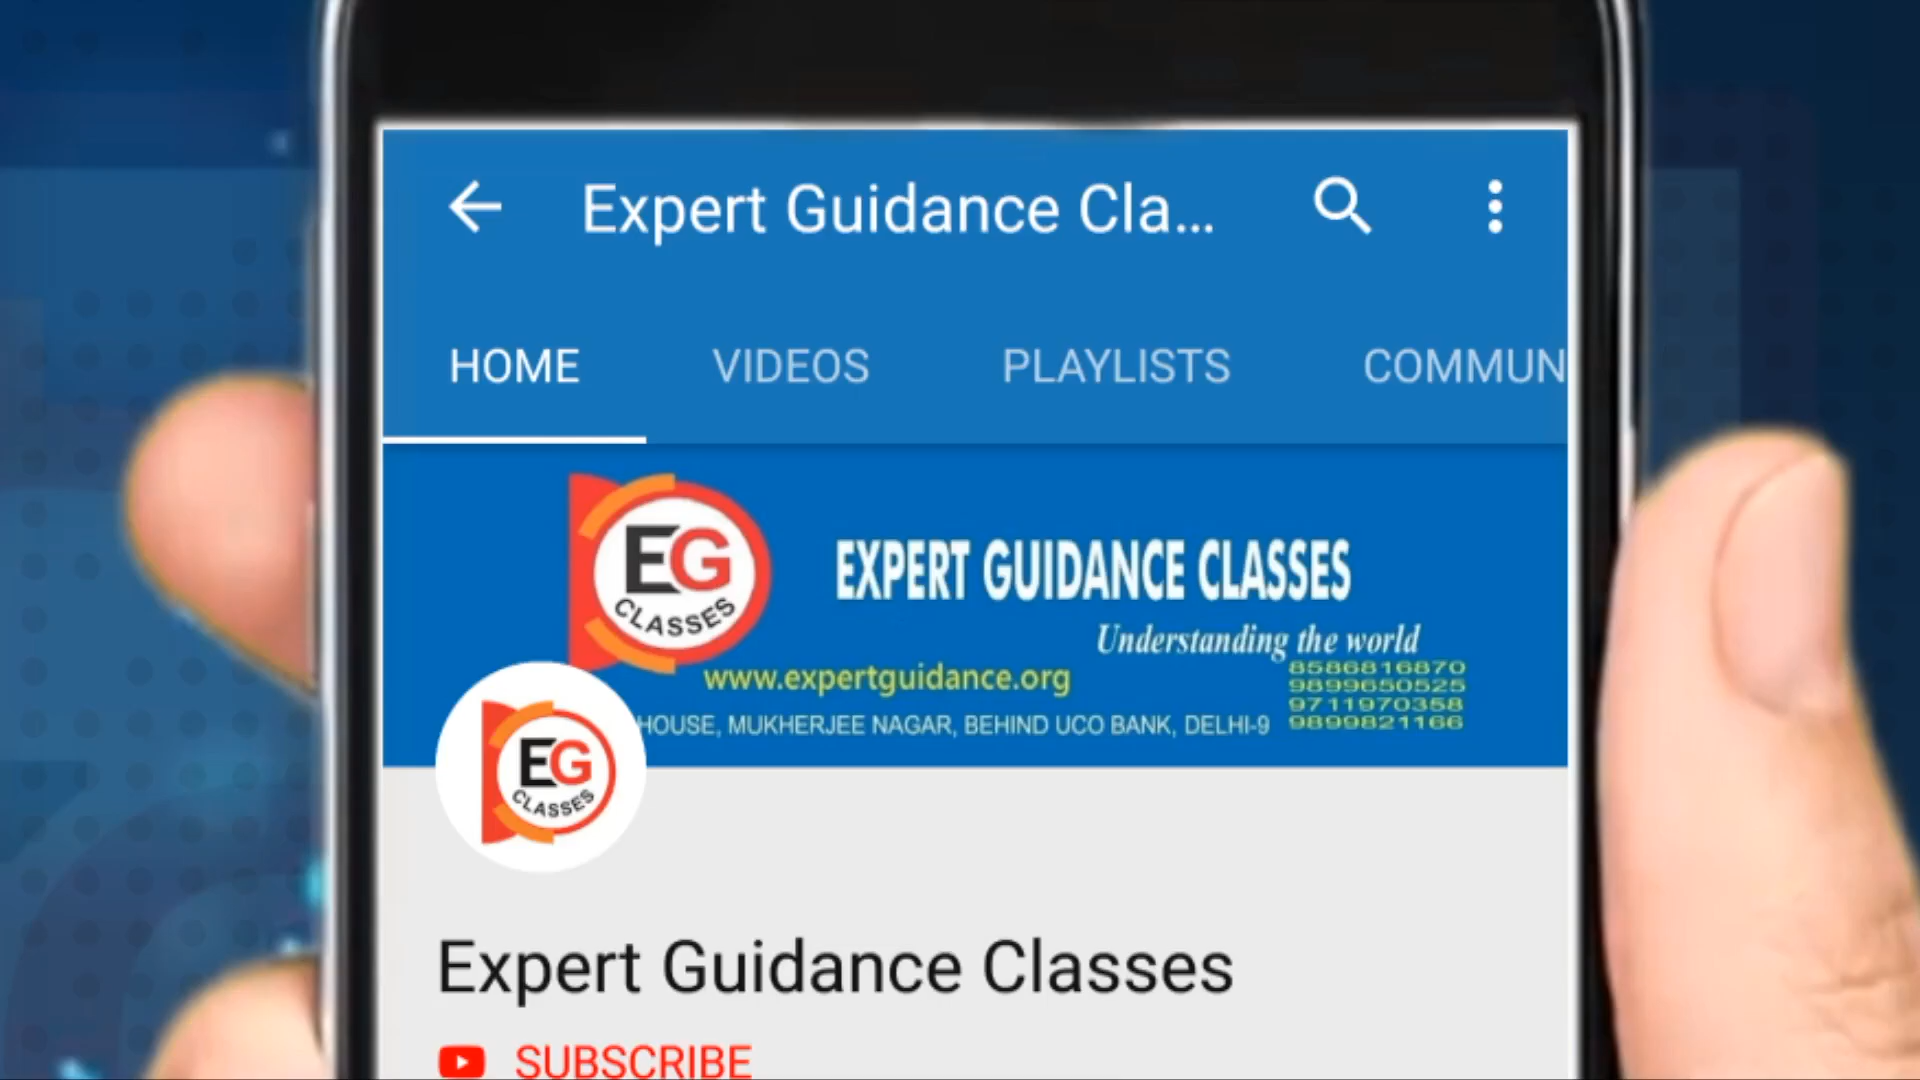 Expert Guidance Cla...
HOME VIDEOS PLAYLISTS COMMUN
EG
CLASSES
EXPERT GUIDANCE CLASSES
Understanding the world
www.expertguidance.org
8586816870
9899650525
9711970358
9899821166
HOUSE, MUKHERJEE NAGAR, BEHIND UCO BANK, DELHI-9
EG
CLASSES
Expert Guidance Classes
SUBSCRIBE